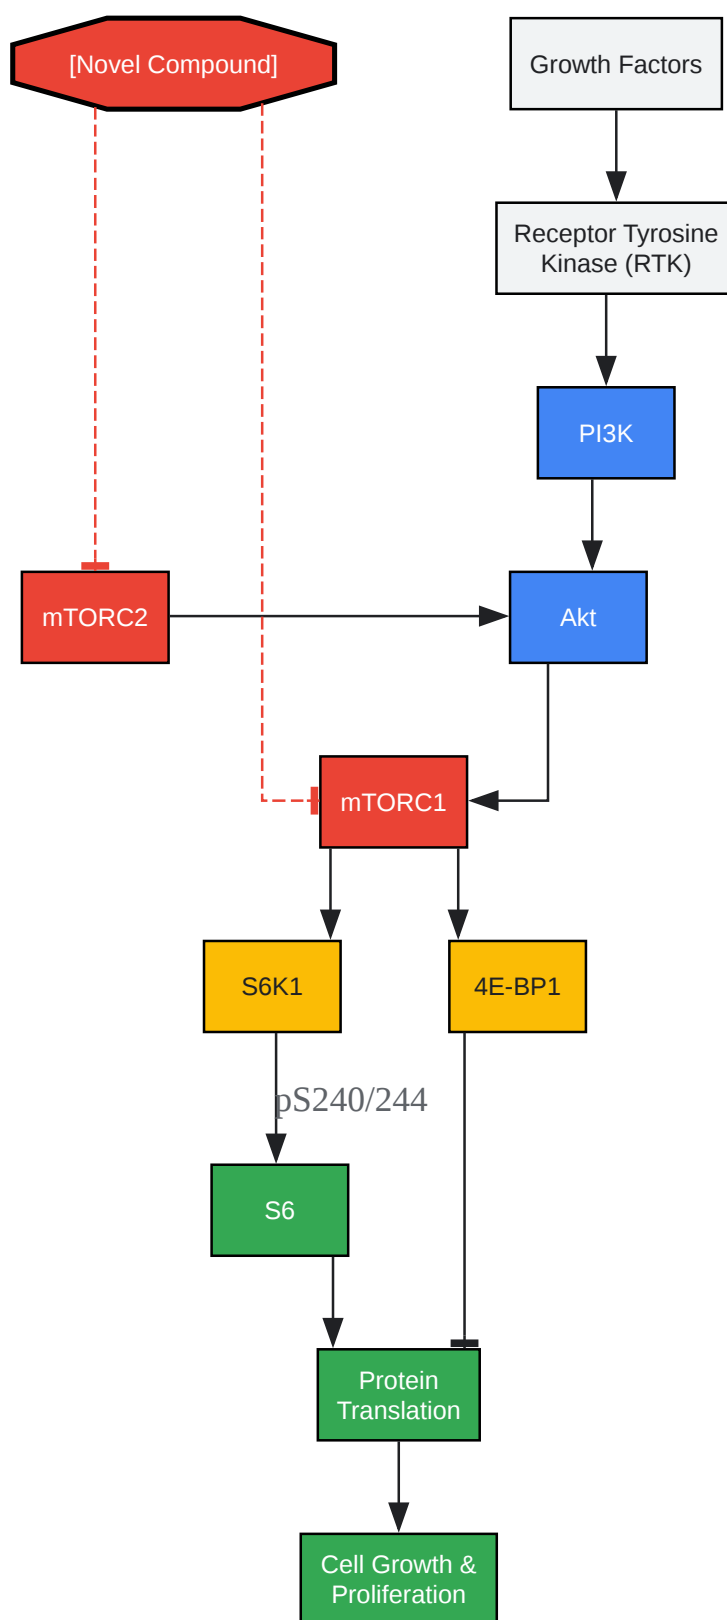 [Novel Compound]
Growth Factors
Receptor Tyrosine
Kinase (RTK)
PI3K
mTORC2
Akt
mTORC1
S6K1
4E-BP1
pS240/244
S6
Protein
Translation
Cell Growth &
Proliferation